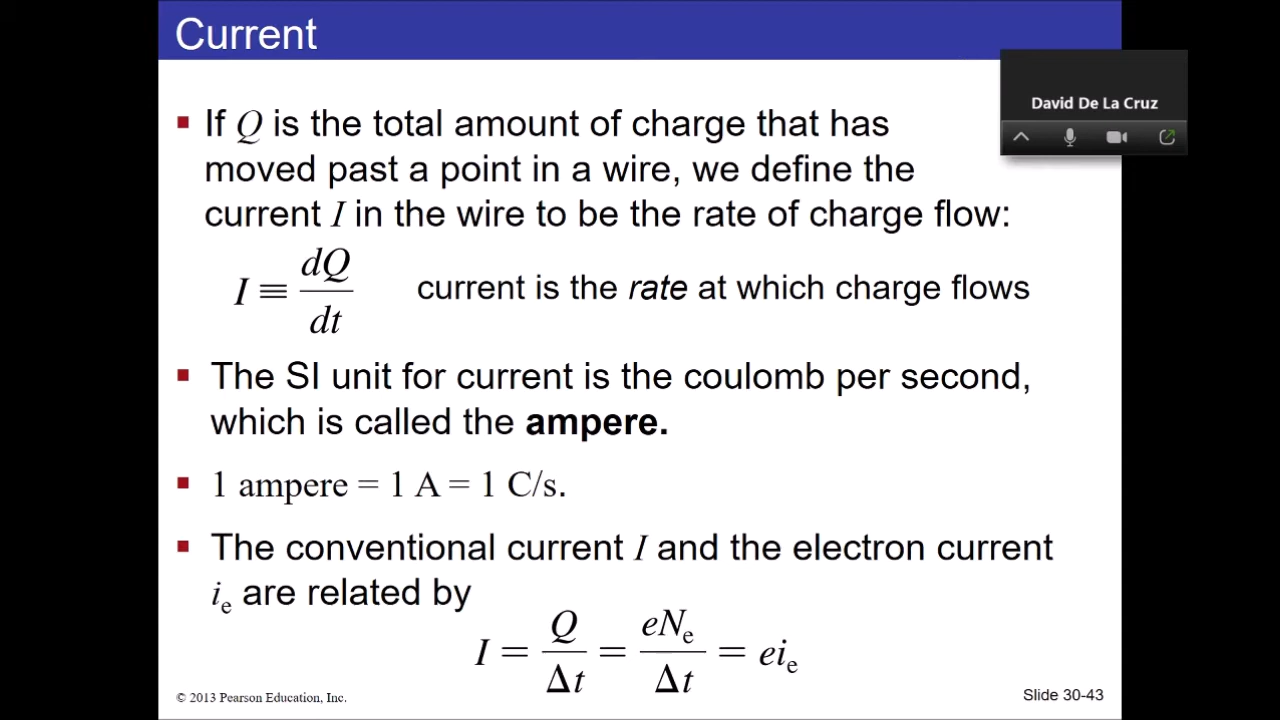 Current
David De La Cruz
▪ If Q is the total amount of charge that has
moved past a point in a wire, we define the
current I in the wire to be the rate of charge flow:
I ≡ dQ/dt current is the rate at which charge flows
▪ The SI unit for current is the coulomb per second,
which is called the ampere.
▪ 1 ampere = 1 A = 1 C/s.
▪ The conventional current I and the electron current
iₑ are related by
I = Q/Δt = eNₑ/Δt = eiₑ
© 2013 Pearson Education, Inc.
Slide 30-43